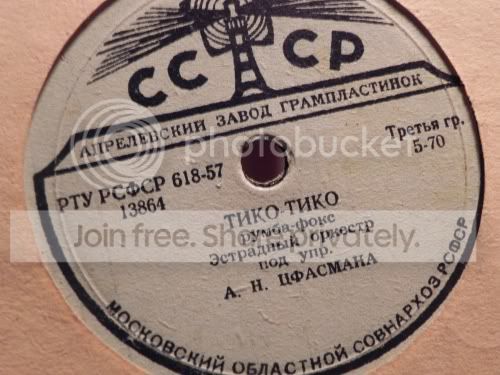 СССР
АПРЕЛЕВСКИЙ ЗАВОД ГРАМПЛАСТИНОК
РТУ РСФСР 618-57
13864
Третья гр.
5-70
ТИКО-ТИКО
румба-фокс
Эстрадный оркестр
под упр.
А. Н. ЦФАСМАНА
МОСКОВСКИЙ ОБЛАСТНОЙ СОВНАРХОЗ РСФСР
photobucket
Join free. Share privately.